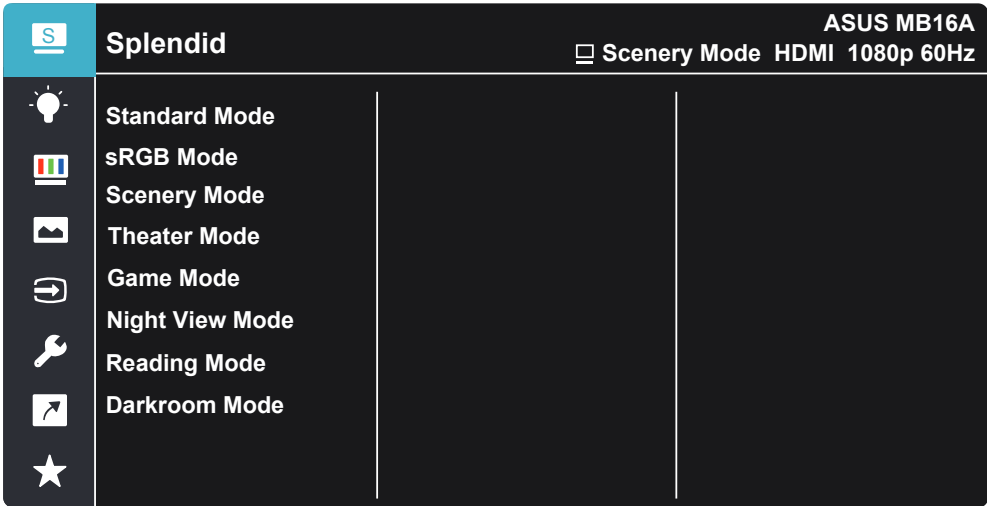 S
Splendid
ASUS MB16A
Scenery Mode HDMI 1080p 60Hz
Standard Mode
sRGB Mode
Scenery Mode
Theater Mode
Game Mode
Night View Mode
Reading Mode
Darkroom Mode